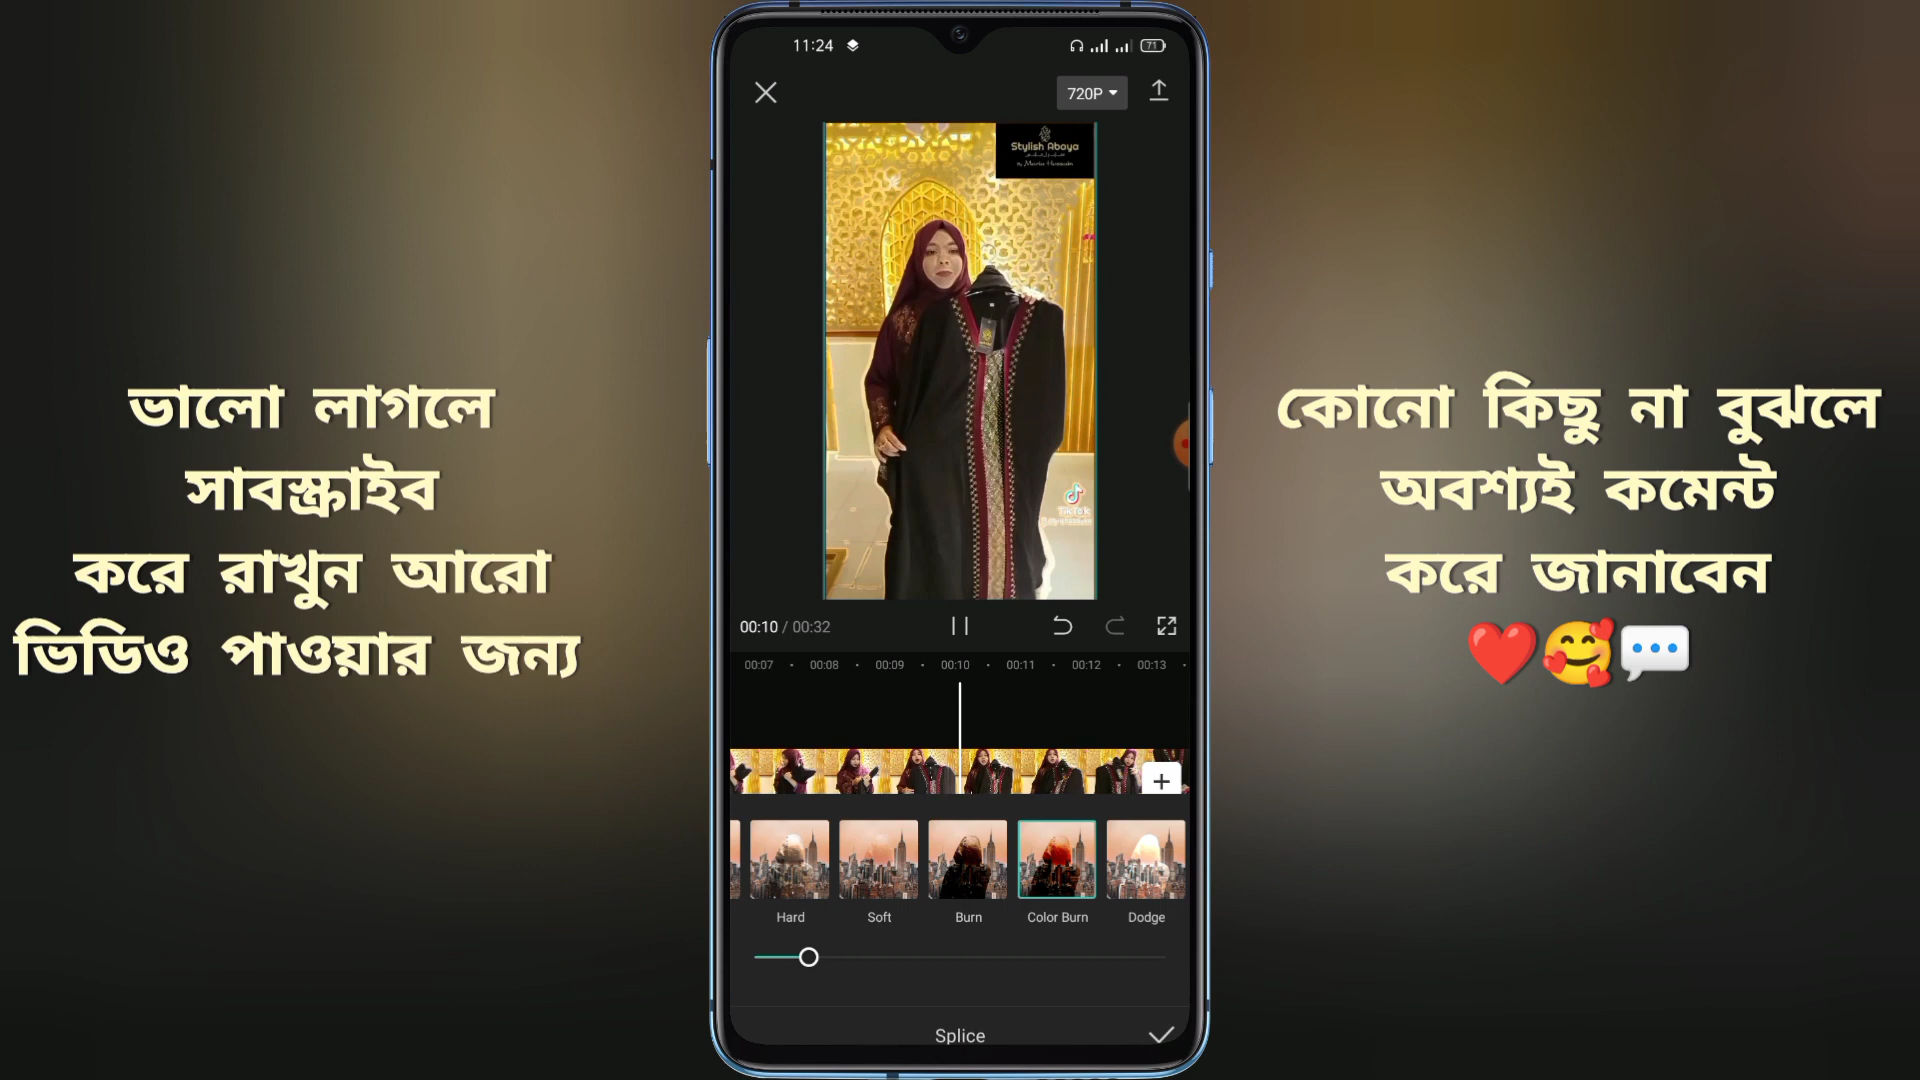 11:24
71
720P
Stylish Abaya
ভালো লাগলে
সাবস্ক্রাইব
করে রাখুন আরো
ভিডিও পাওয়ার জন্য
কোনো কিছু না বুঝলে
অবশ্যই কমেন্ট
করে জানাবেন
TikTok
00:10 / 00:32
00:07 00:08 00:09 00:10 00:11 00:12 00:13
Hard Soft Burn Color Burn Dodge
Splice